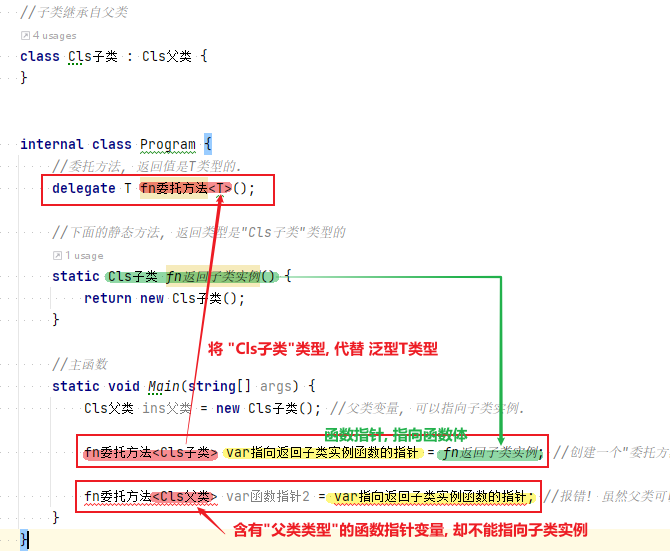 //子类继承自父类
4 usages
class Cls子类 : Cls父类 {
}
internal class Program {
//委托方法, 返回值是T类型的.
delegate T fn委托方法<T>();
//下面的静态方法, 返回类型是"Cls子类"类型的
1 usage
static Cls子类 fn返回子类实例() {
return new Cls子类();
}
将 "Cls子类"类型, 代替 泛型T类型
//主函数
static void Main(string[] args) {
Cls父类 ins父类 = new Cls子类(); //父类变量, 可以指向子类实例.
函数指针, 指向函数体
fn委托方法<Cls子类> var指向返回子类实例函数的指针 = fn返回子类实例; //创建一个"委托方
fn委托方法<Cls父类> var函数指针2 = var指向返回子类实例函数的指针; //报错! 虽然父类可
}
含有"父类类型"的函数指针变量, 却不能指向子类实例
}